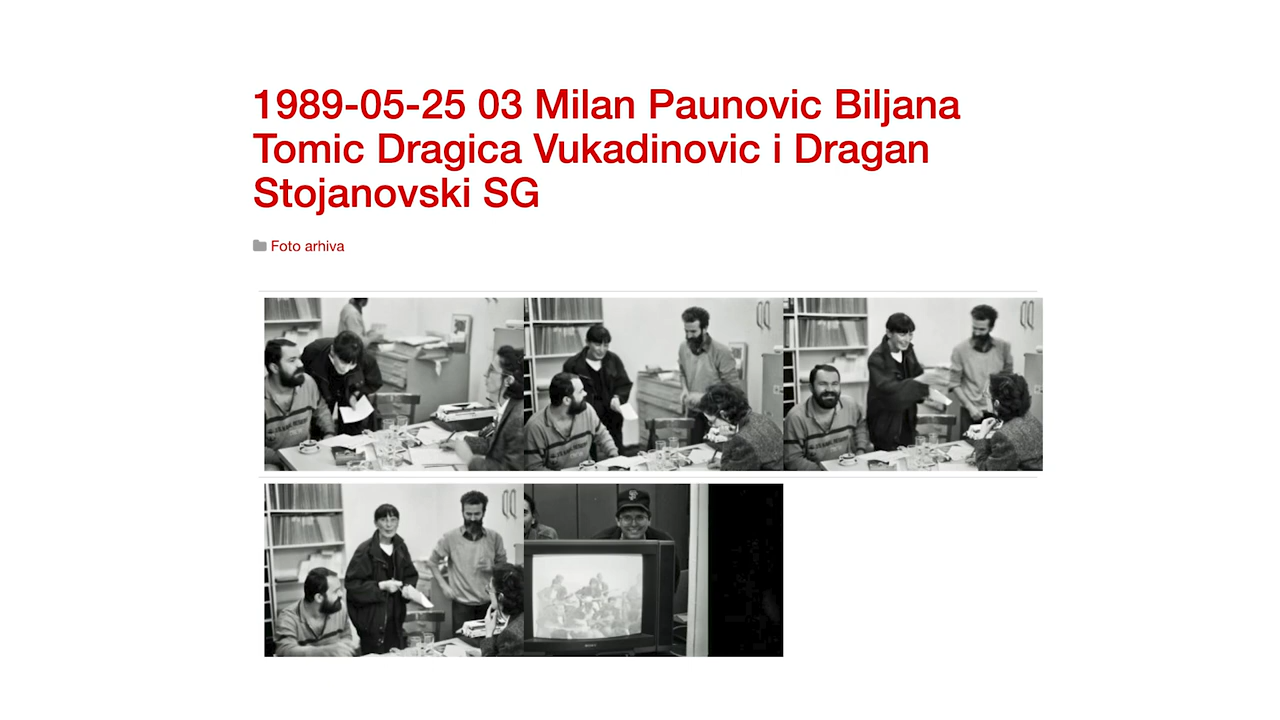 1989-05-25 03 Milan Paunovic Biljana
Tomic Dragica Vukadinovic i Dragan
Stojanovski SG
Foto arhiva